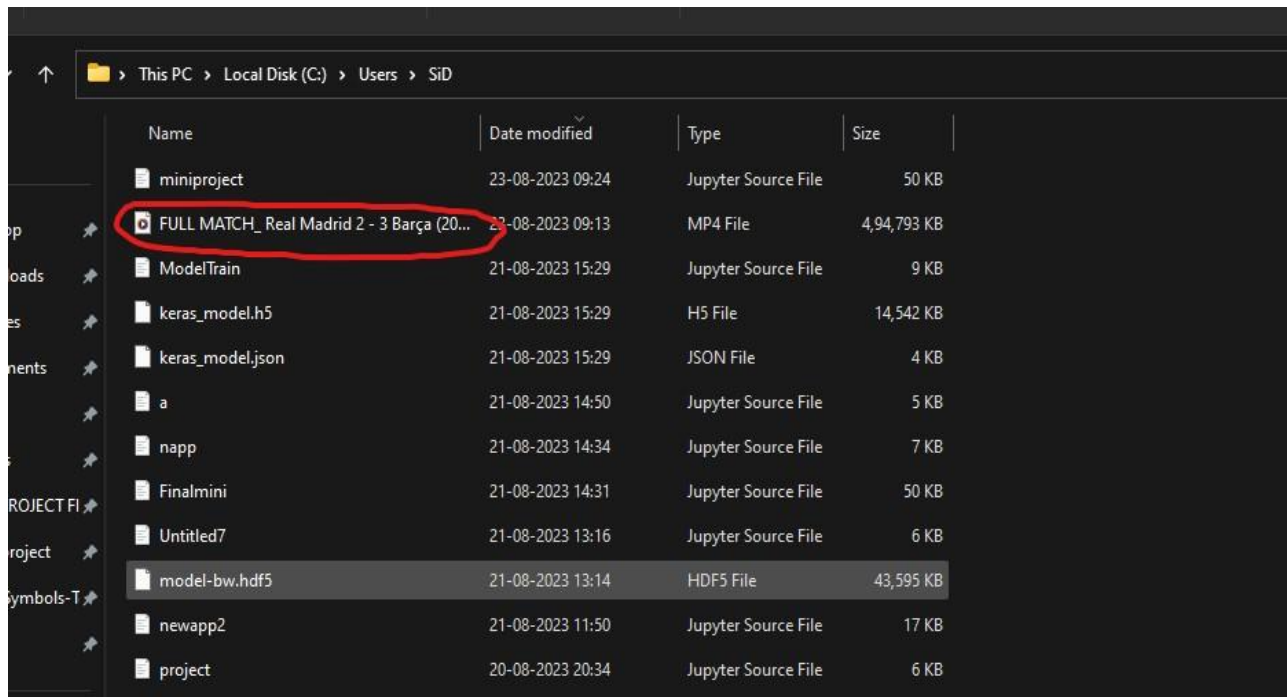 This PC > Local Disk (C:) > Users > SiD
Name Date modified Type Size
miniproject 23-08-2023 09:24 Jupyter Source File 50 KB
FULL MATCH_ Real Madrid 2 - 3 Barça (20... 23-08-2023 09:13 MP4 File 4,94,793 KB
ModelTrain 21-08-2023 15:29 Jupyter Source File 9 KB
loads
keras_model.h5 21-08-2023 15:29 H5 File 14,542 KB
keras_model.json 21-08-2023 15:29 JSON File 4 KB
ments
a 21-08-2023 14:50 Jupyter Source File 5 KB
napp 21-08-2023 14:34 Jupyter Source File 7 KB
Finalmini 21-08-2023 14:31 Jupyter Source File 50 KB
ROJECT FI
Untitled7 21-08-2023 13:16 Jupyter Source File 6 KB
roject
model-bw.hdf5 21-08-2023 13:14 HDF5 File 43,595 KB
ymbols-T
newapp2 21-08-2023 11:50 Jupyter Source File 17 KB
project 20-08-2023 20:34 Jupyter Source File 6 KB